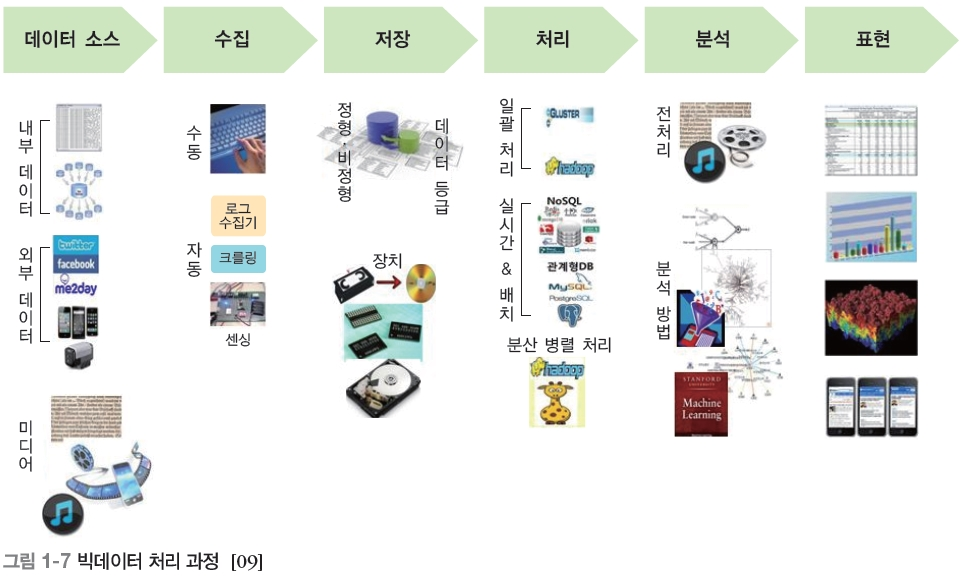 데이터 소스
수집
저장
처리
분석
표현
내부 데이터
외부 데이터
twitter
facebook
me2day
미디어
수동
자동
로그
수집기
크롤링
센싱
정형·비정형
데이터 등급
장치
일괄 처리
GLUSTER
hadoop
실시간 & 배치
NoSQL
관계형DB
MySQL
PostgreSQL
분산 병렬 처리
hadoop
전처리
분석 방법
STANFORD
UNIVERSITY
Machine
Learning
그림 1-7 빅데이터 처리 과정 [09]